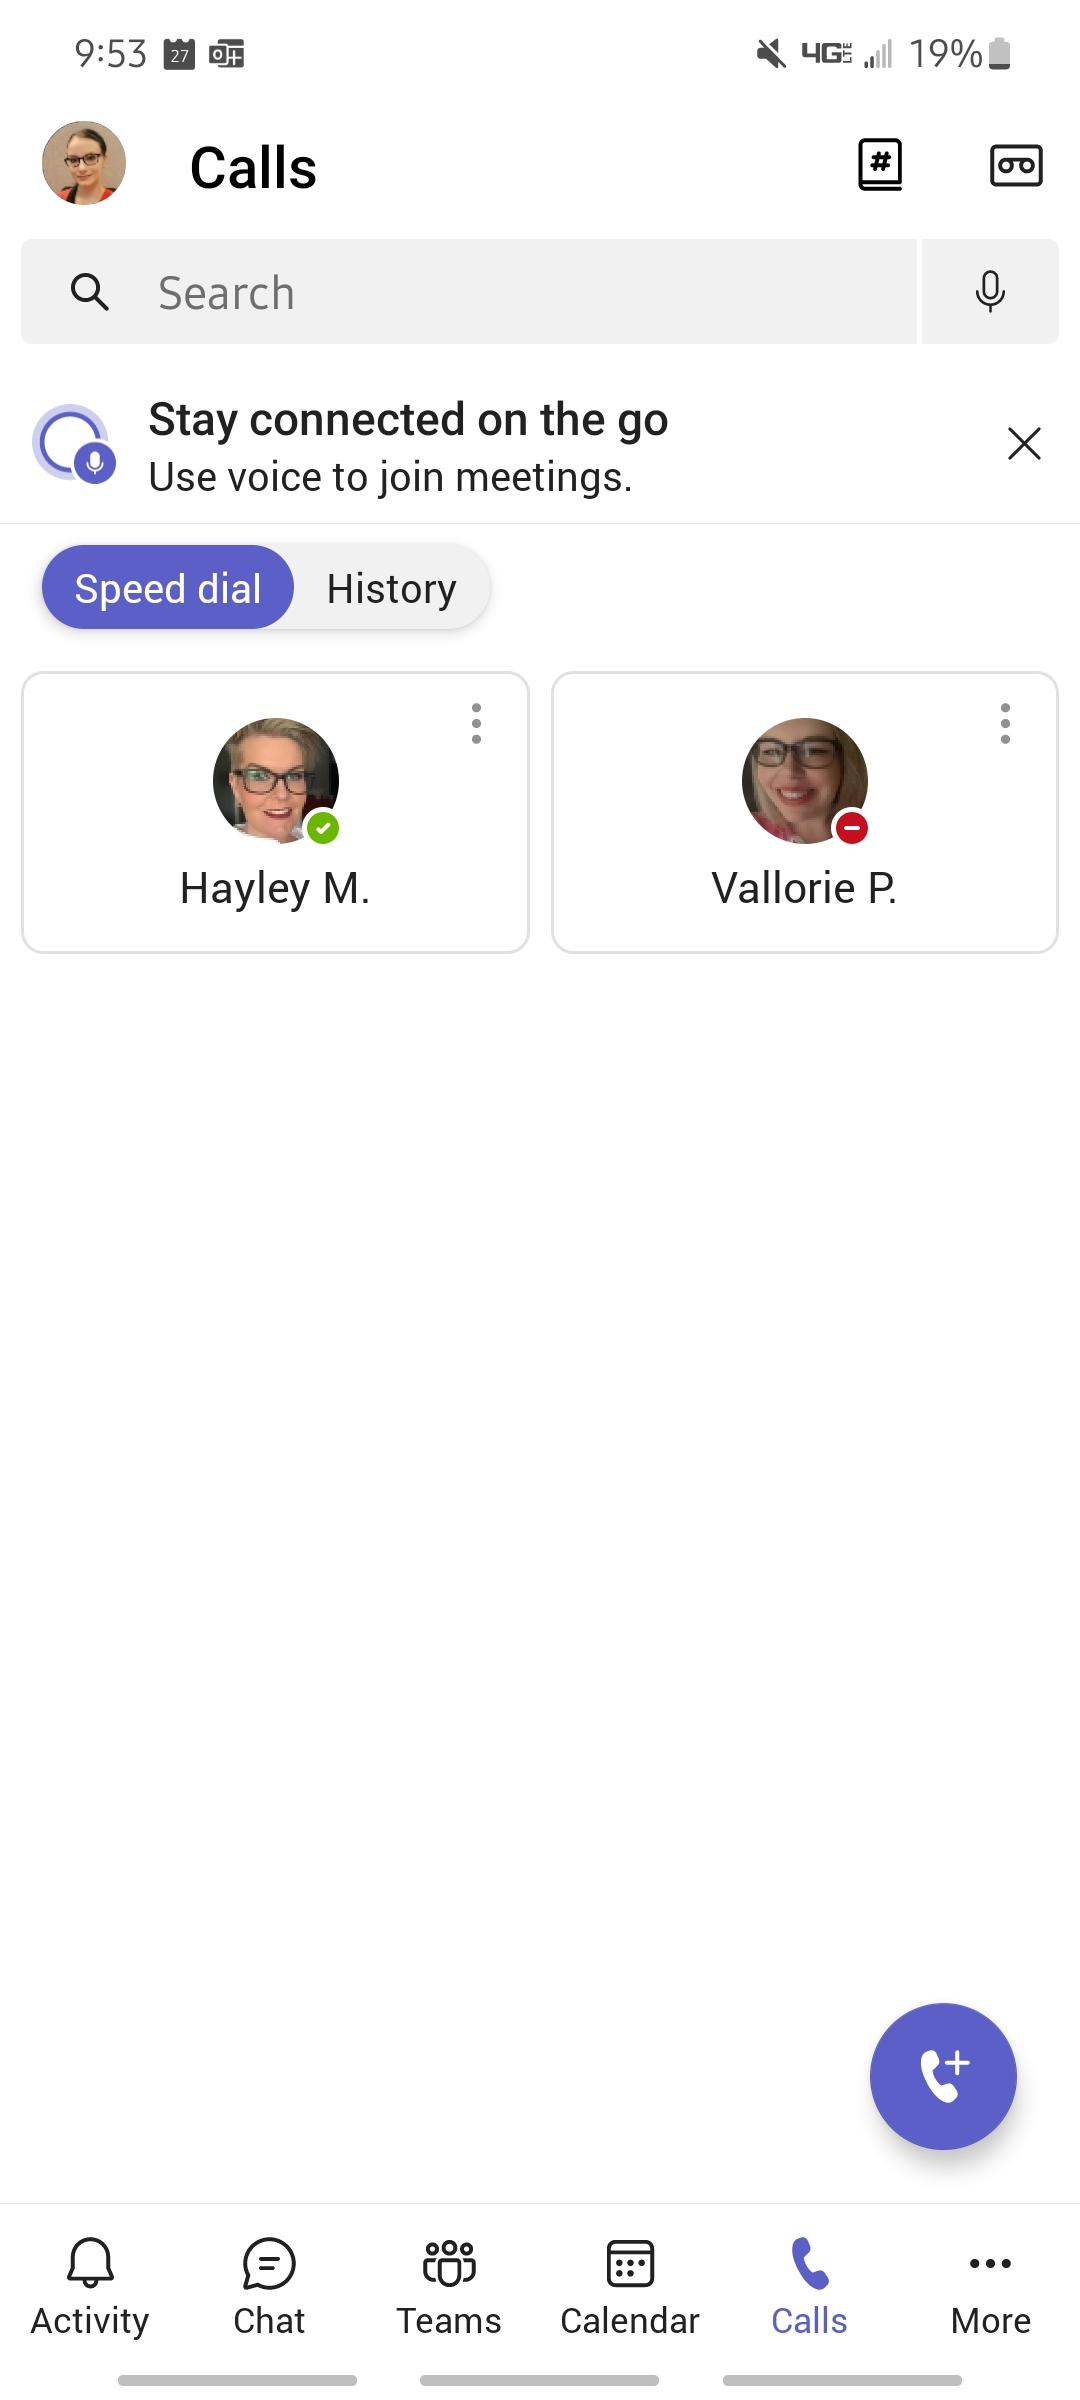 9:53 27 4G LTE 19%
Calls
Search
Stay connected on the go
Use voice to join meetings.
Speed dial History
Hayley M. Vallorie P.
Activity Chat Teams Calendar Calls More